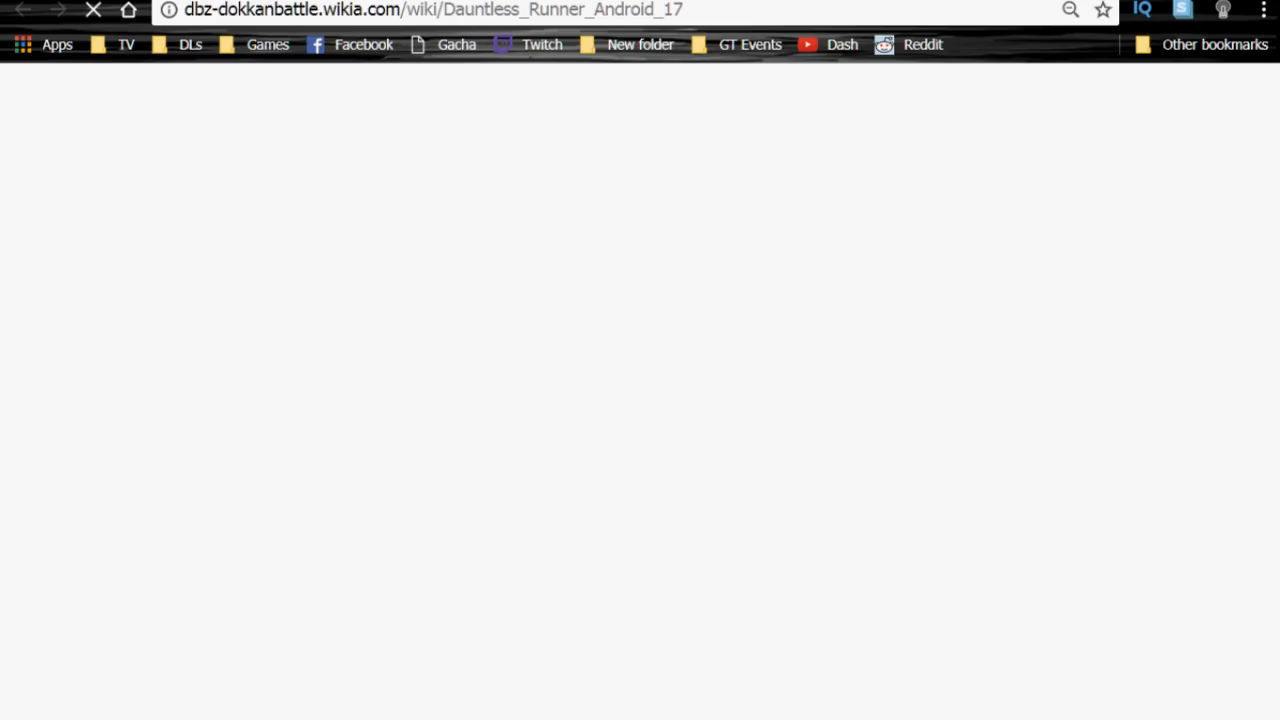 dbz-dokkanbattle.wikia.com/wiki/Dauntless_Runner_Android_17
IQ S
Apps TV DLs Games Facebook Gacha Twitch New folder GT Events Dash Reddit Other bookmarks